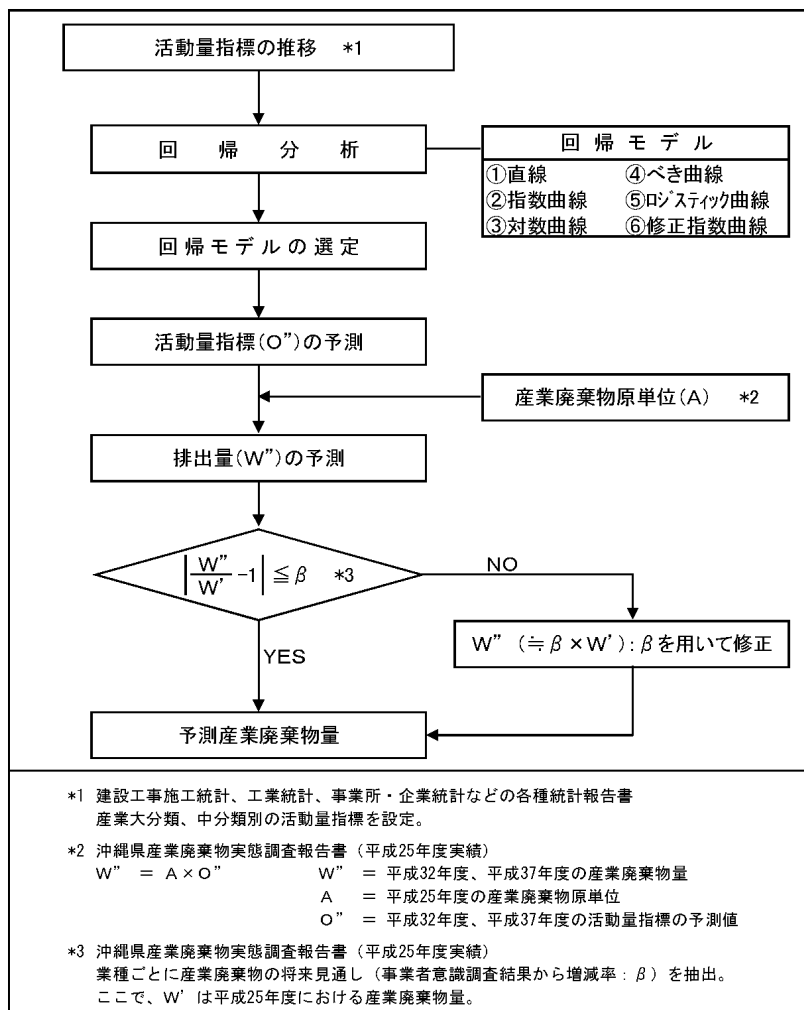 活動量指標の推移 *1
回 帰 分 析
回 帰 モ デ ル
①直線 ④べき曲線
②指数曲線 ⑤ロジスティック曲線
③対数曲線 ⑥修正指数曲線
回帰モデルの選定
活動量指標(O”)の予測
産業廃棄物原単位(A) *2
排出量(W”)の予測
|W”/W’ -1| ≦ β *3
NO
YES
W” (≒ β × W’) : β を用いて修正
予測産業廃棄物量
*1 建設工事施工統計、工業統計、事業所・企業統計などの各種統計報告書
産業大分類、中分類別の活動量指標を設定。
*2 沖縄県産業廃棄物実態調査報告書(平成25年度実績)
W” = A × O” W” = 平成32年度、平成37年度の産業廃棄物量
A = 平成25年度の産業廃棄物原単位
O” = 平成32年度、平成37年度の活動量指標の予測値
*3 沖縄県産業廃棄物実態調査報告書(平成25年度実績)
業種ごとに産業廃棄物の将来見通し(事業者意識調査結果から増減率:β)を抽出。
ここで、W’は平成25年度における産業廃棄物量。